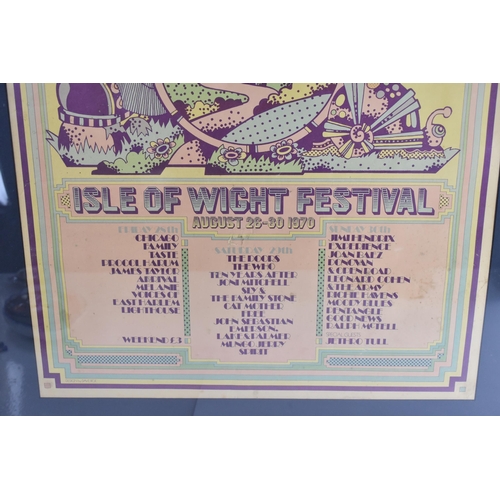 ISLE OF WIGHT FESTIVAL
AUGUST 26-30 1970
FRIDAY 28th
CHICAGO
FAMILY
TASTE
PROCOL HARUM
JAMES TAYLOR
ARRIVAL
MELANIE
VOICES OF
EAST HARLEM
LIGHTHOUSE
WEEKEND £3
SATURDAY 29th
THE DOORS
THE WHO
TEN YEARS AFTER
JONI MITCHELL
SLY &
THE FAMILY STONE
CAT MOTHER
FREE
JOHN SEBASTIAN
EMERSON,
LAKE & PALMER
MUNGO JERRY
SPIRIT
SUNDAY 30th
JIMI HENDRIX
EXPERIENCE
JOAN BAEZ
DONOVAN
& OPEN ROAD
LEONARD COHEN
& THE ARMY
RICHIE HAVENS
MOODY BLUES
PENTANGLE
GOOD NEWS
RALPH McTELL
SPECIAL GUESTS
JETHRO TULL